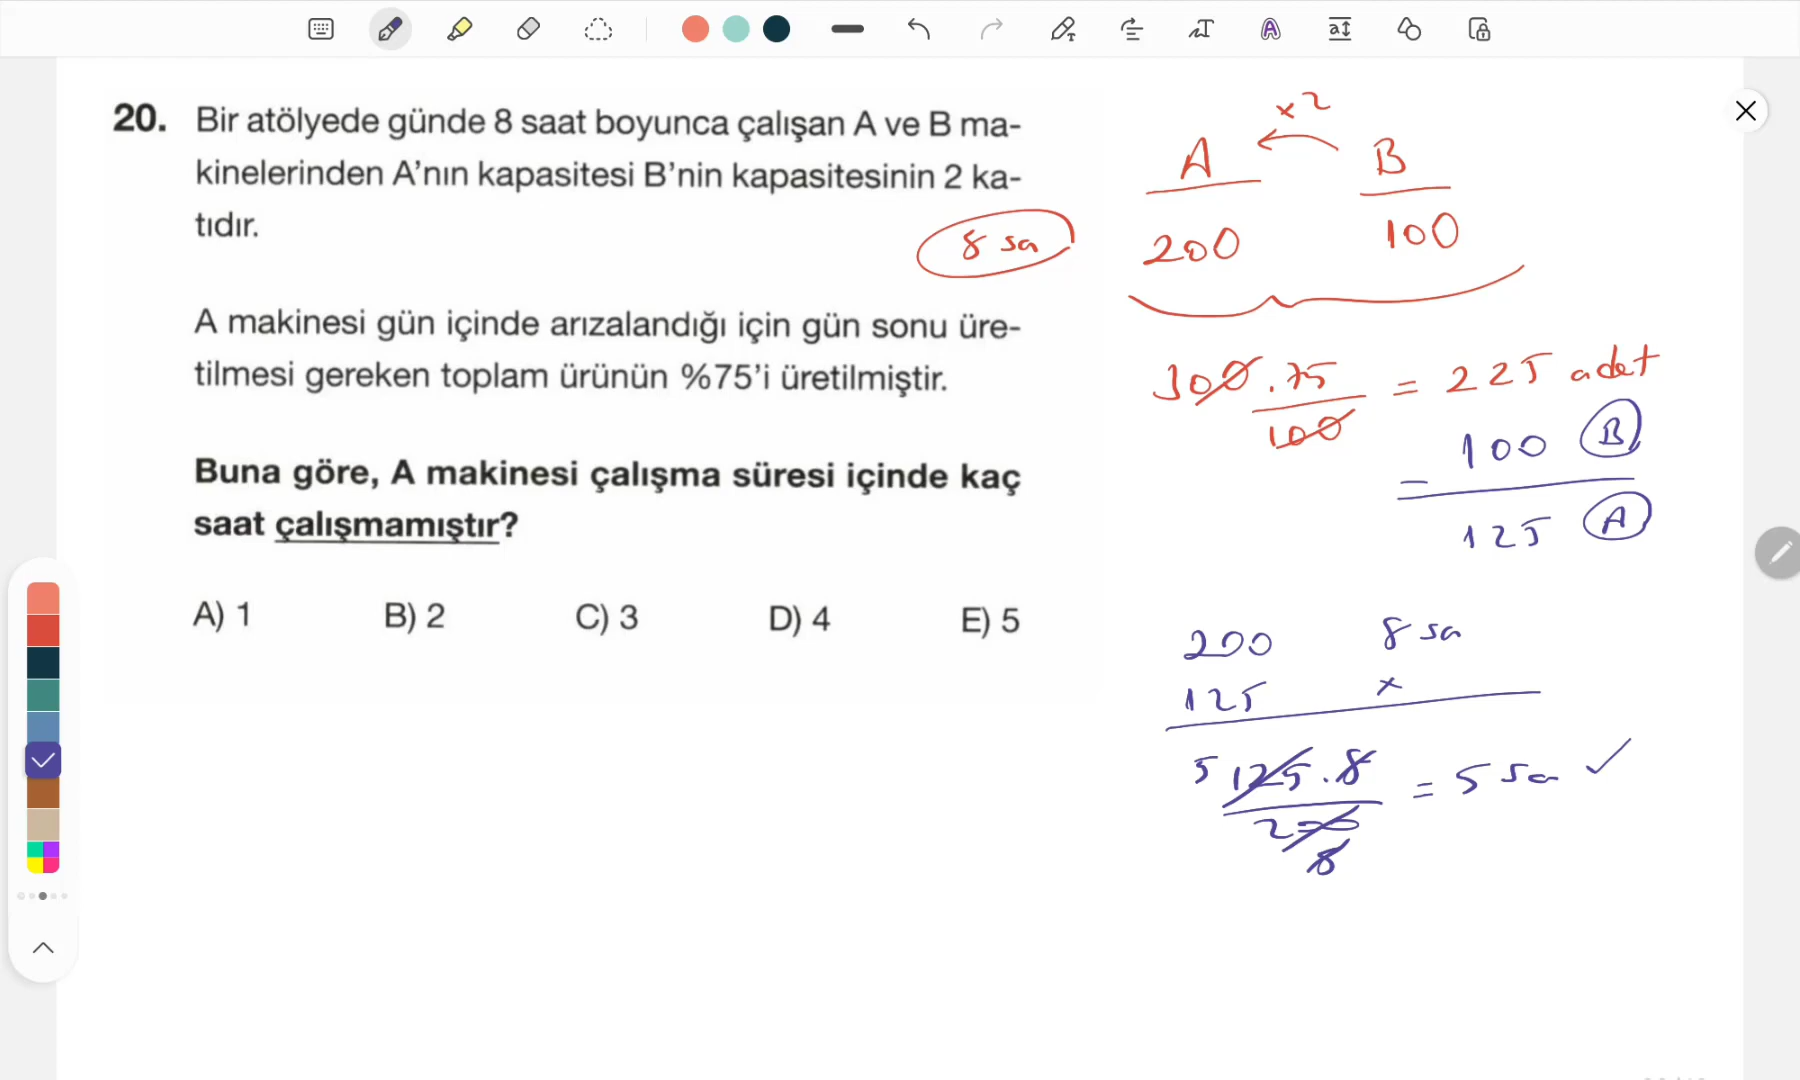 20. Bir atölyede günde 8 saat boyunca çalışan A ve B ma-
kinelerinden A'nın kapasitesi B'nin kapasitesinin 2 ka-
tıdır.
8 sa
A makinesi gün içinde arızalandığı için gün sonu üre-
tilmesi gereken toplam ürünün %75'i üretilmiştir.
Buna göre, A makinesi çalışma süresi içinde kaç
saat çalışmamıştır?
A) 1 B) 2 C) 3 D) 4 E) 5
x2
A B
200 100
300 . 75 = 225 adet
100
100 B
=
125 A
200 8 sa
125 x
5 125 . 8 = 5 sa ✓
200
8